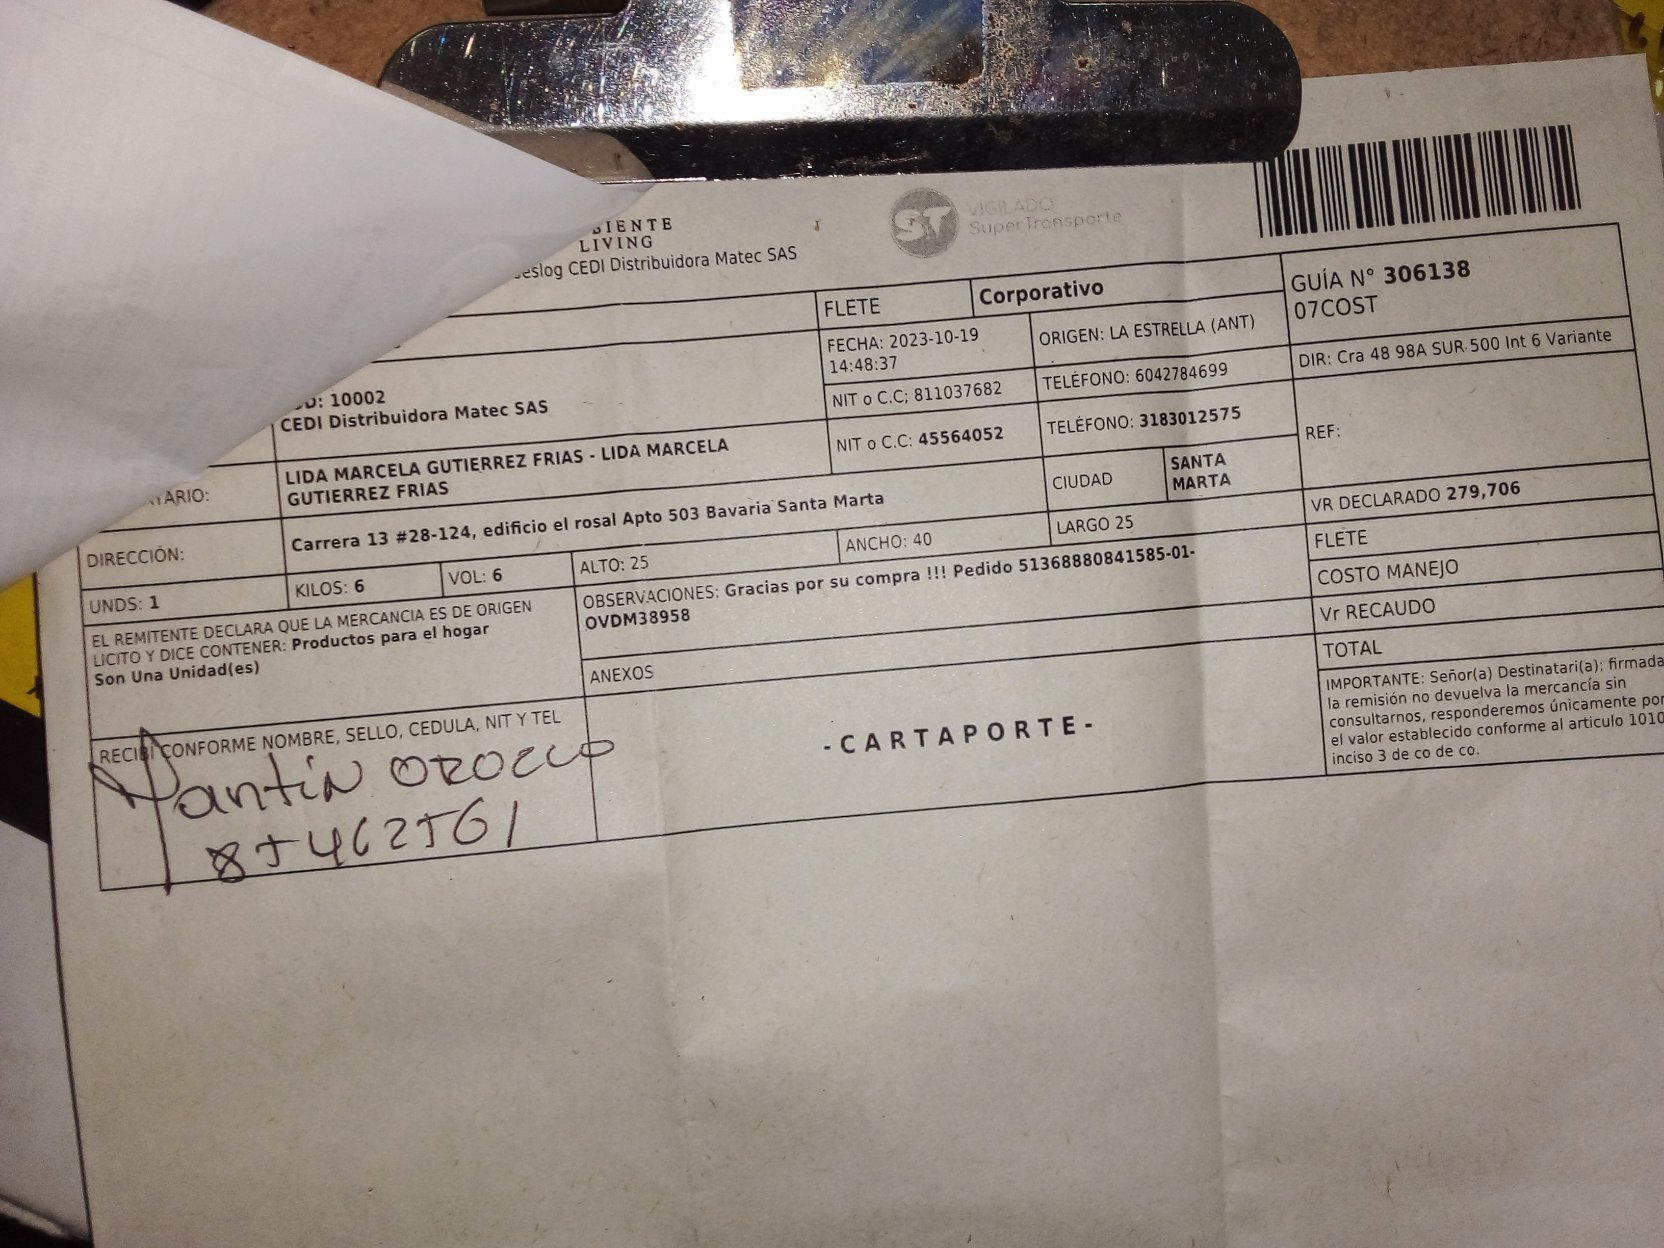 LIVING
CEDI Distribuidora Matec SAS
ST VIGILADO
SuperTransporte
FLETE Corporativo
GUÍA N° 306138
07COST
FECHA: 2023-10-19
14:48:37
ORIGEN: LA ESTRELLA (ANT)
DIR: Cra 48 98A SUR 500 Int 6 Variante
10002
CEDI Distribuidora Matec SAS
NIT o C.C; 811037682
TELÉFONO: 6042784699
LIDA MARCELA GUTIERREZ FRIAS - LIDA MARCELA
GUTIERREZ FRIAS
NIT o C.C: 45564052
TELÉFONO: 3183012575
REF:
DIRECCIÓN:
Carrera 13 #28-124, edificio el rosal Apto 503 Bavaria Santa Marta
CIUDAD
SANTA
MARTA
VR DECLARADO 279,706
UNDS: 1
KILOS: 6
VOL: 6
ALTO: 25
ANCHO: 40
LARGO 25
FLETE
EL REMITENTE DECLARA QUE LA MERCANCIA ES DE ORIGEN
LICITO Y DICE CONTENER: Productos para el hogar
Son Una Unidad(es)
OBSERVACIONES: Gracias por su compra !!! Pedido 51368880841585-01-
OVDM38958
COSTO MANEJO
Vr RECAUDO
ANEXOS
TOTAL
RECIBI CONFORME NOMBRE, SELLO, CEDULA, NIT Y TEL
OROZCO
-CARTAPORTE-
IMPORTANTE: Señor(a) Destinatari(a): firmada
la remisión no devuelva la mercancía sin
consultarnos, responderemos únicamente por
el valor establecido conforme al articulo 1010
inciso 3 de co de co.
85462561